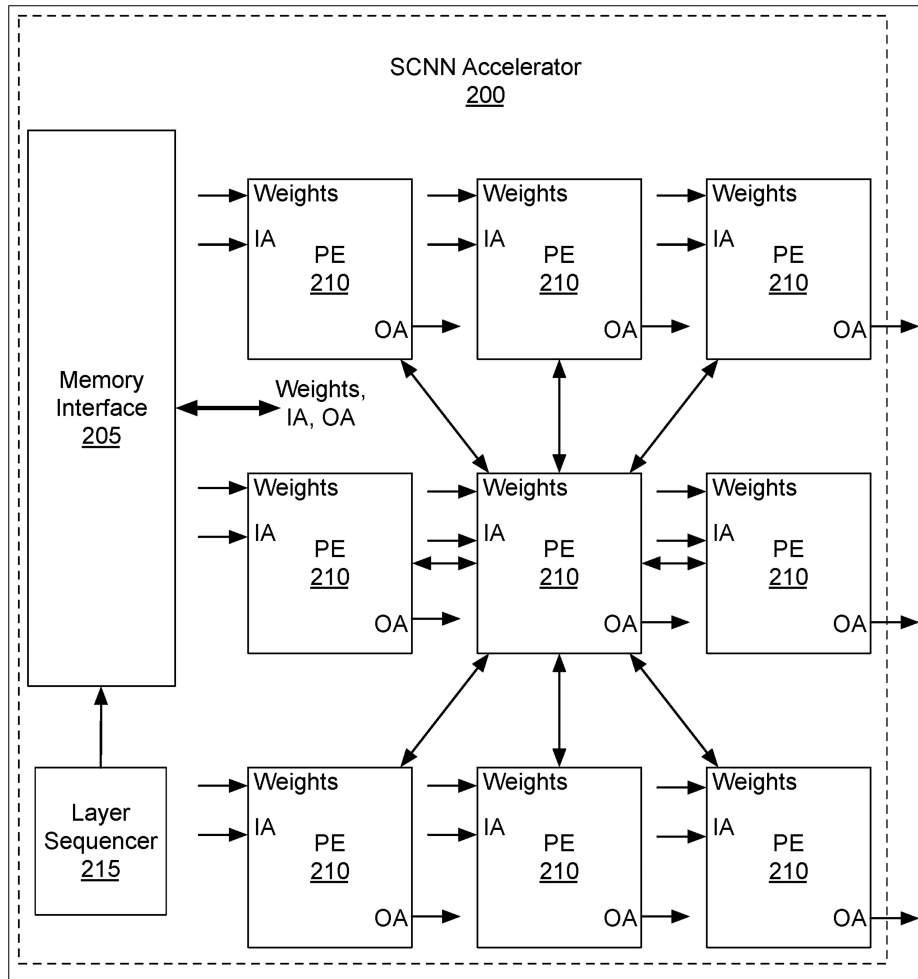 SCNN Accelerator
200
Memory
Interface
205
Weights,
IA, OA
Layer
Sequencer
215
Weights
IA
PE
210
OA
Weights
IA
PE
210
OA
Weights
IA
PE
210
OA
Weights
IA
PE
210
OA
Weights
IA
PE
210
OA
Weights
IA
PE
210
OA
Weights
IA
PE
210
OA
Weights
IA
PE
210
OA
Weights
IA
PE
210
OA